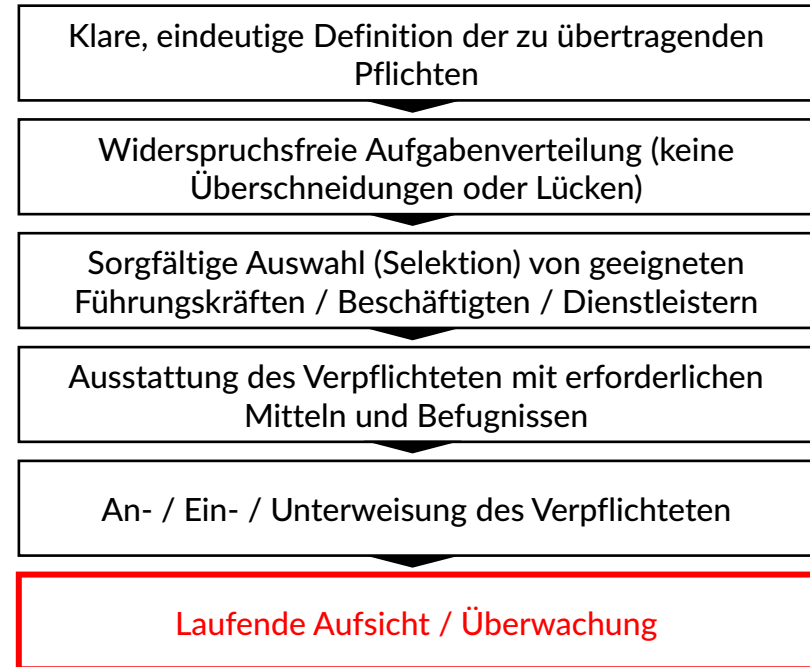 Klare, eindeutige Definition der zu übertragenden
Pflichten
Widerspruchsfreie Aufgabenverteilung (keine
Überschneidungen oder Lücken)
Sorgfältige Auswahl (Selektion) von geeigneten
Führungskräften / Beschäftigten / Dienstleistern
Ausstattung des Verpflichteten mit erforderlichen
Mitteln und Befugnissen
An- / Ein- / Unterweisung des Verpflichteten
Laufende Aufsicht / Überwachung